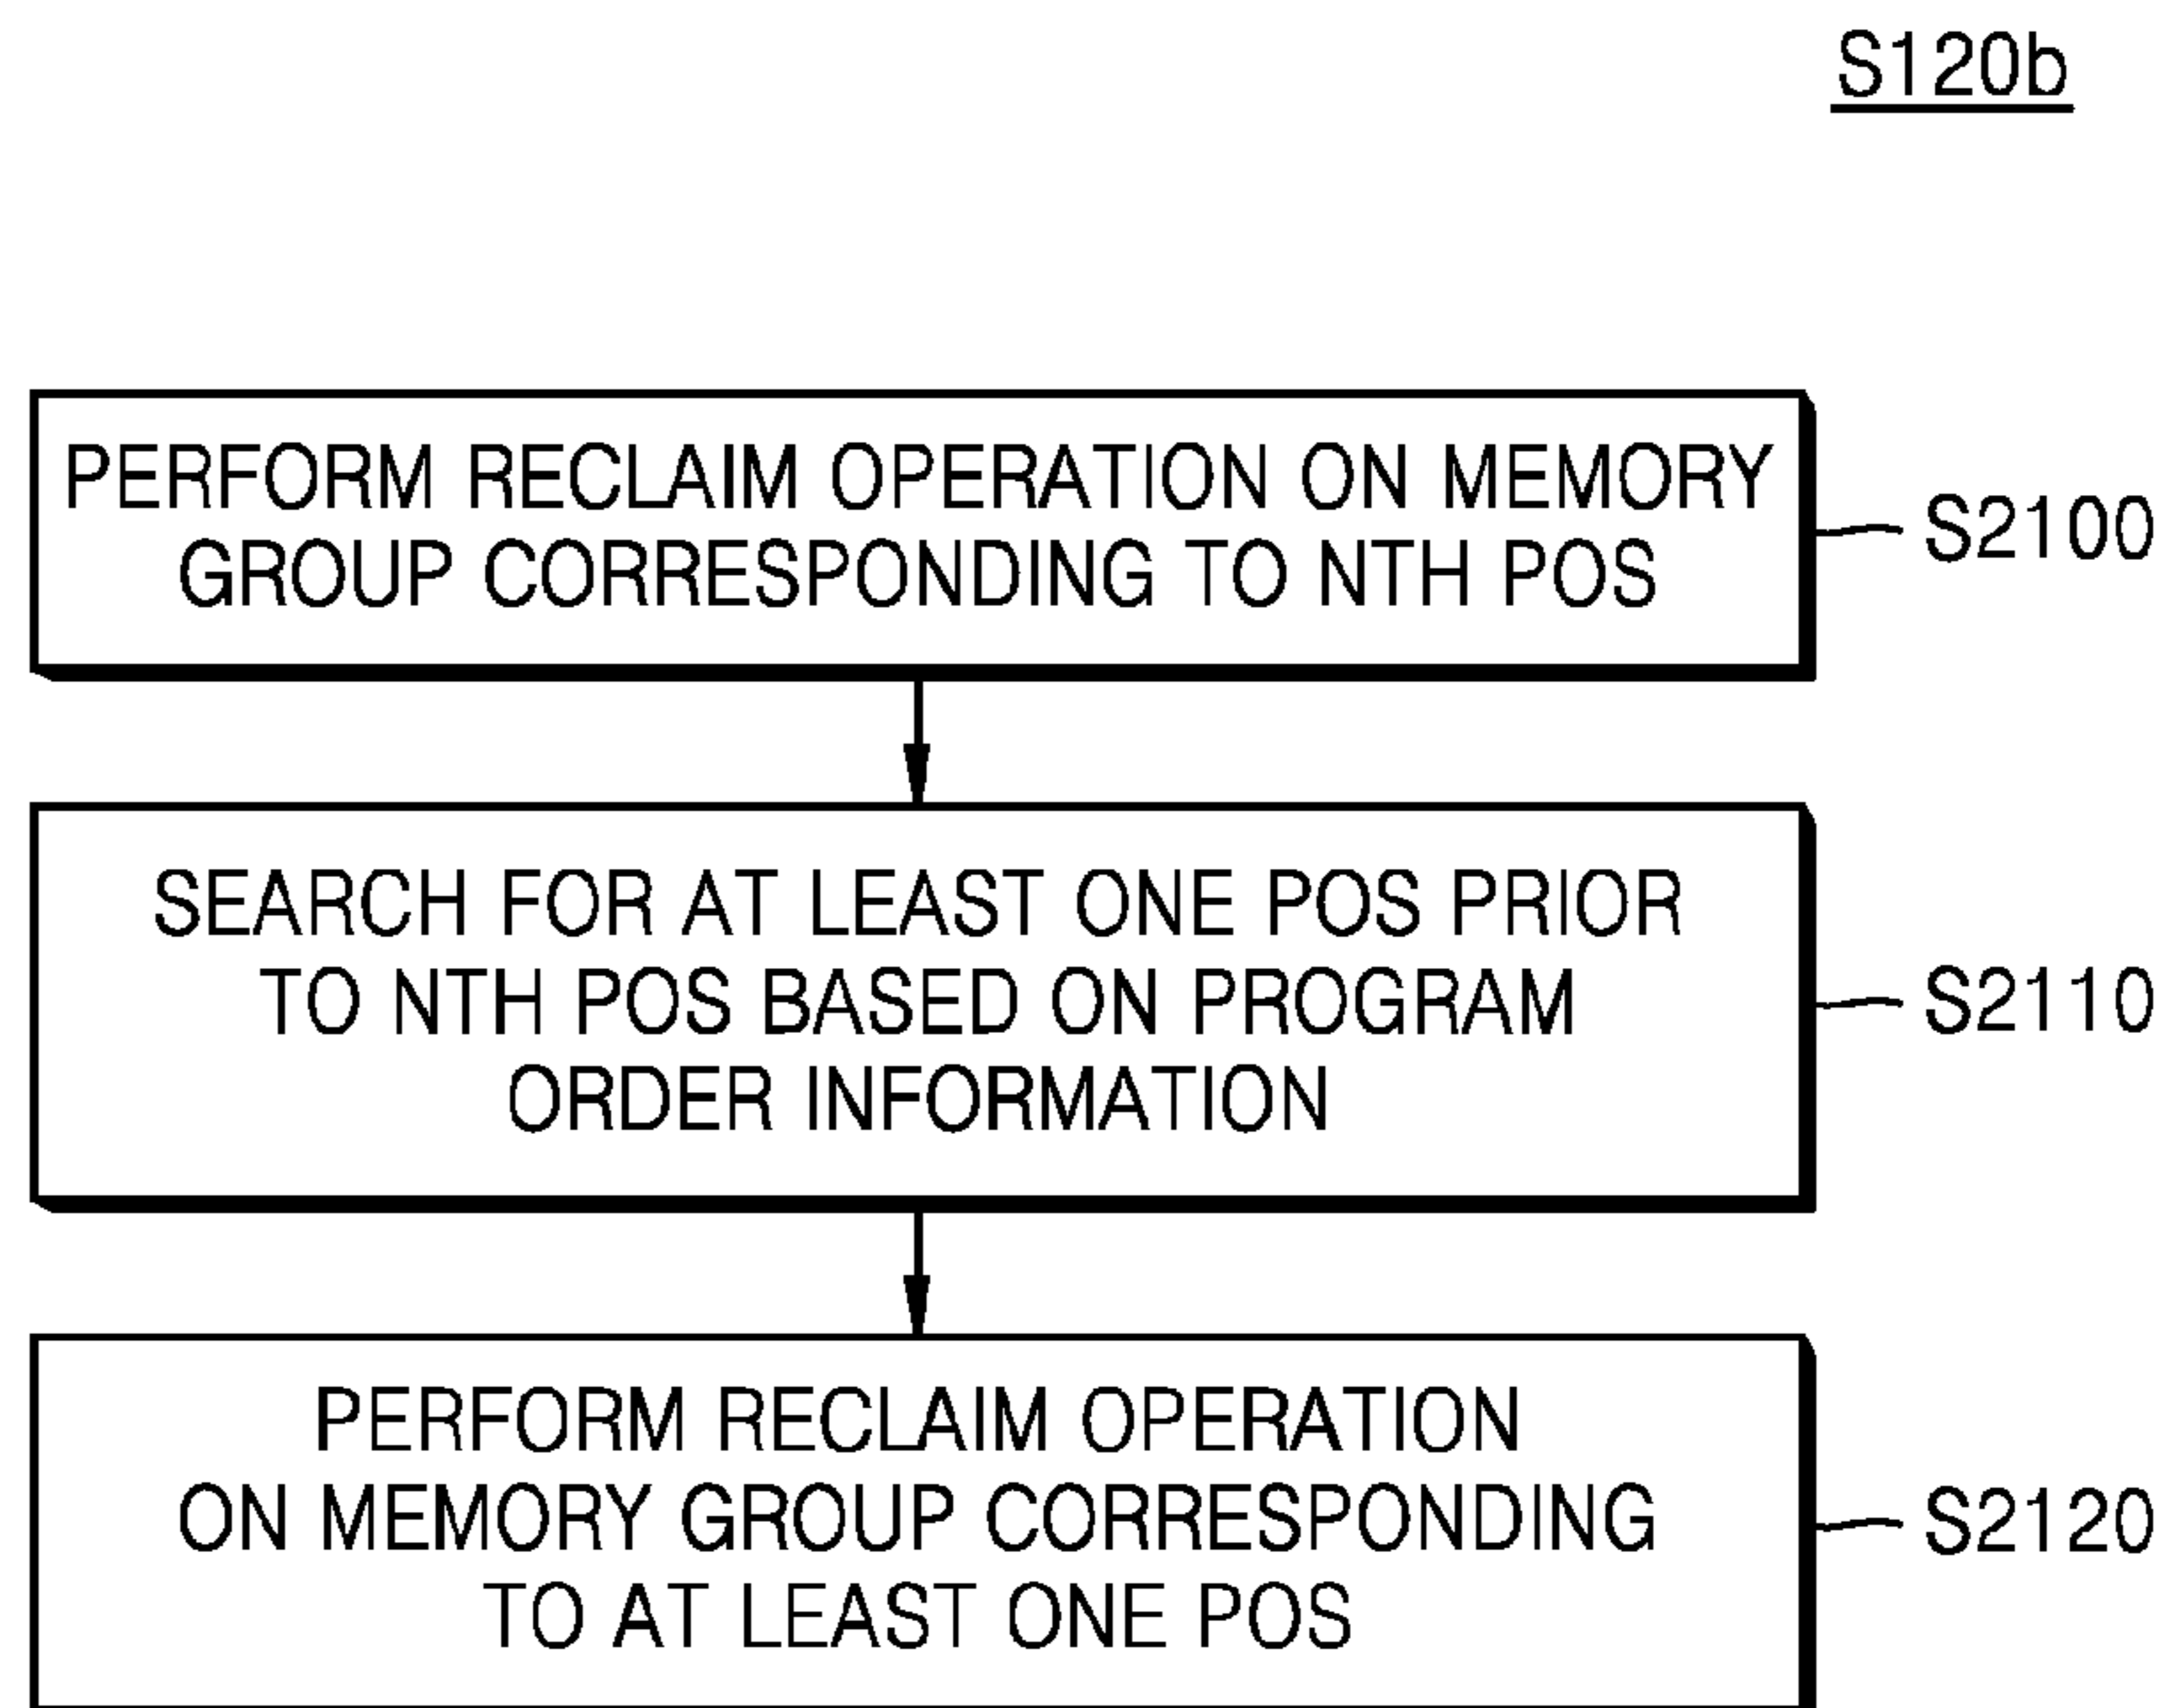 S120b
PERFORM RECLAIM OPERATION ON MEMORY
GROUP CORRESPONDING TO NTH POS
S2100
SEARCH FOR AT LEAST ONE POS PRIOR
TO NTH POS BASED ON PROGRAM
ORDER INFORMATION
S2110
PERFORM RECLAIM OPERATION
ON MEMORY GROUP CORRESPONDING
TO AT LEAST ONE POS
S2120